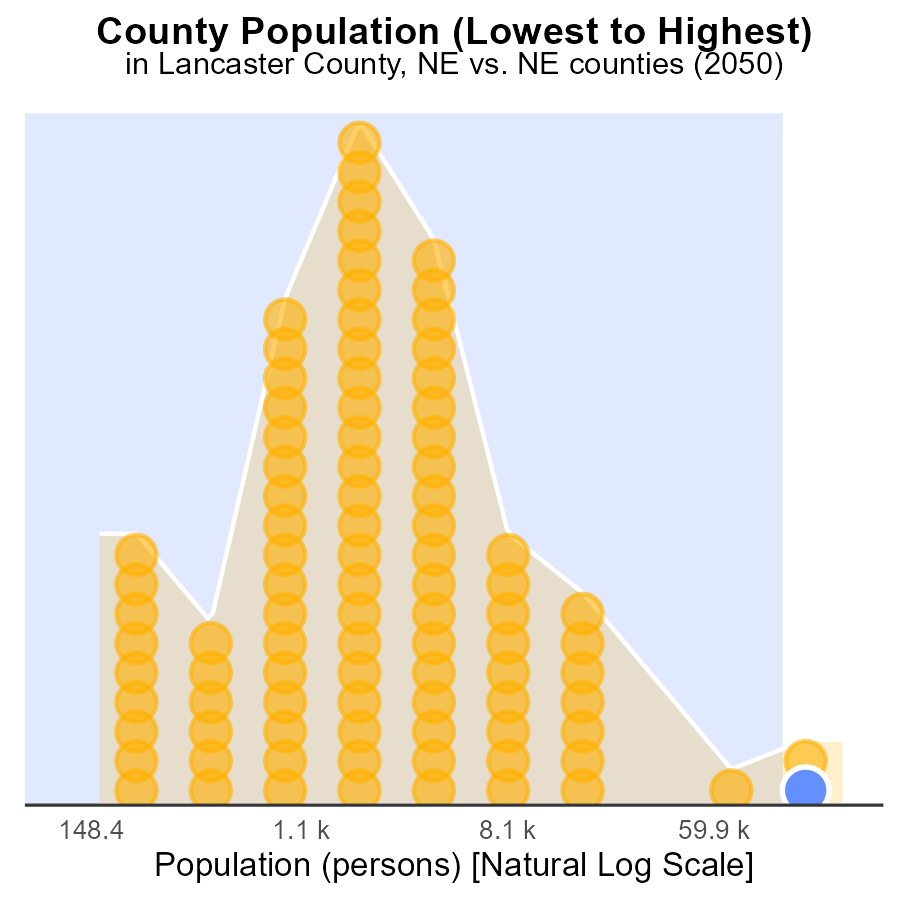 County Population (Lowest to Highest)
in Lancaster County, NE vs. NE counties (2050)
148.4 1.1 k 8.1 k 59.9 k
Population (persons) [Natural Log Scale]